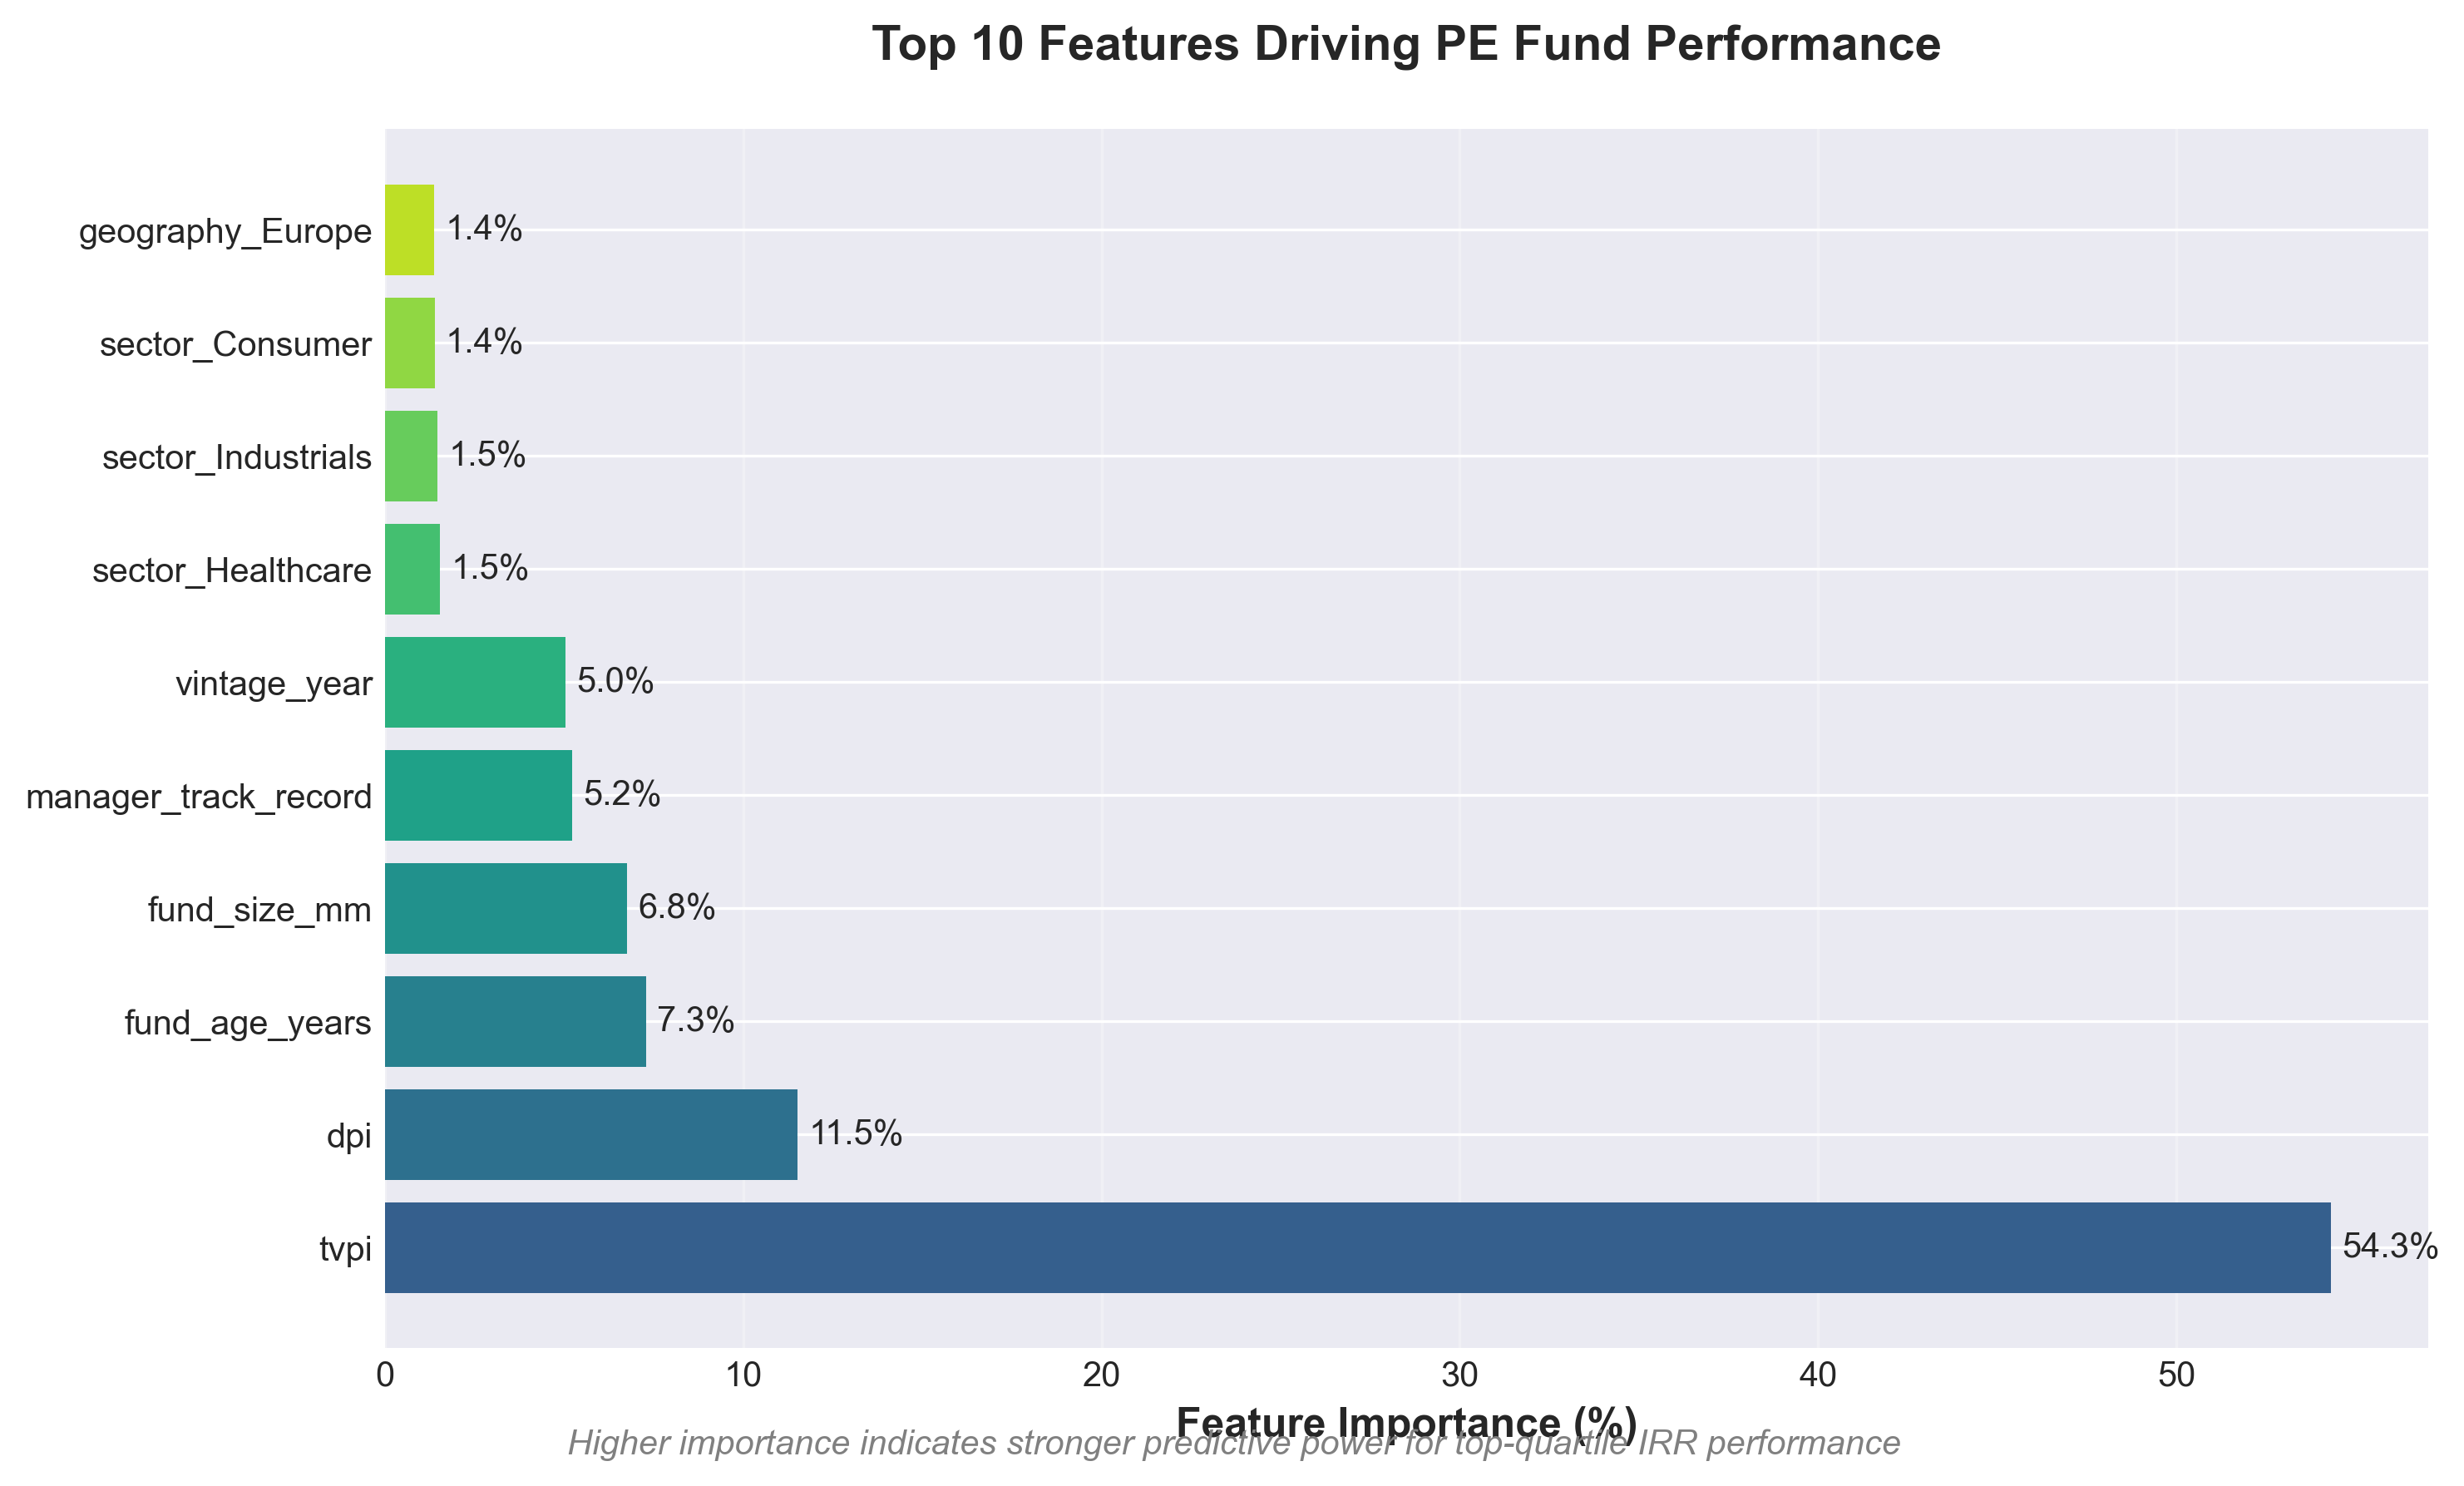 Top 10 Features Driving PE Fund Performance
geography_Europe 1.4%
sector_Consumer 1.4%
sector_Industrials 1.5%
sector_Healthcare 1.5%
vintage_year 5.0%
manager_track_record 5.2%
fund_size_mm 6.8%
fund_age_years 7.3%
dpi 11.5%
tvpi 54.3%
0 10 20 30 40 50
Feature Importance (%)
Higher importance indicates stronger predictive power for top-quartile IRR performance